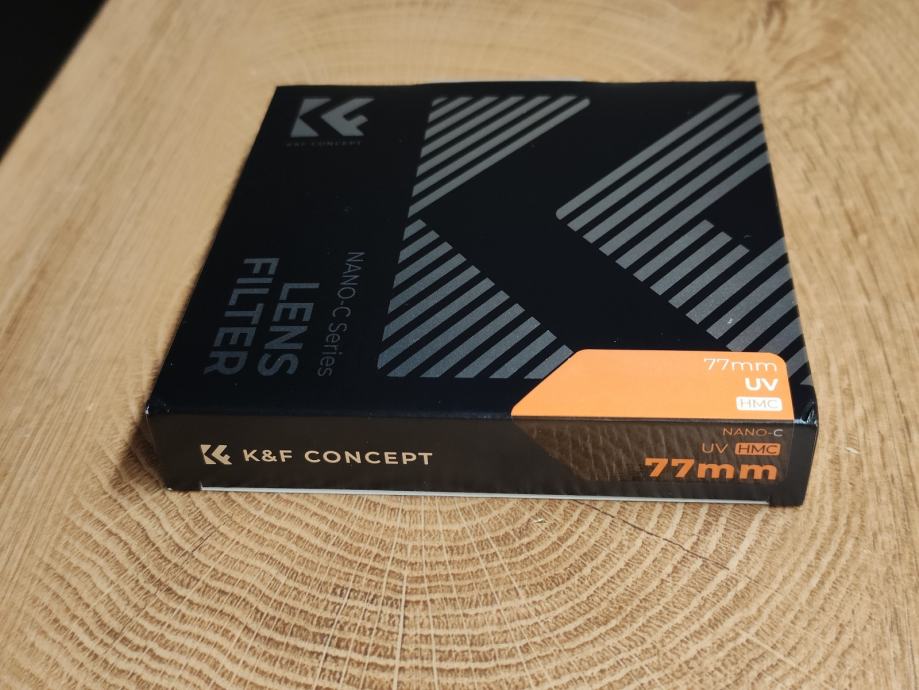 K&F CONCEPT
NANO-C Series
LENS
FILTER
77mm
UV
HMC
K&F CONCEPT
NANO-C
UV HMC
77mm